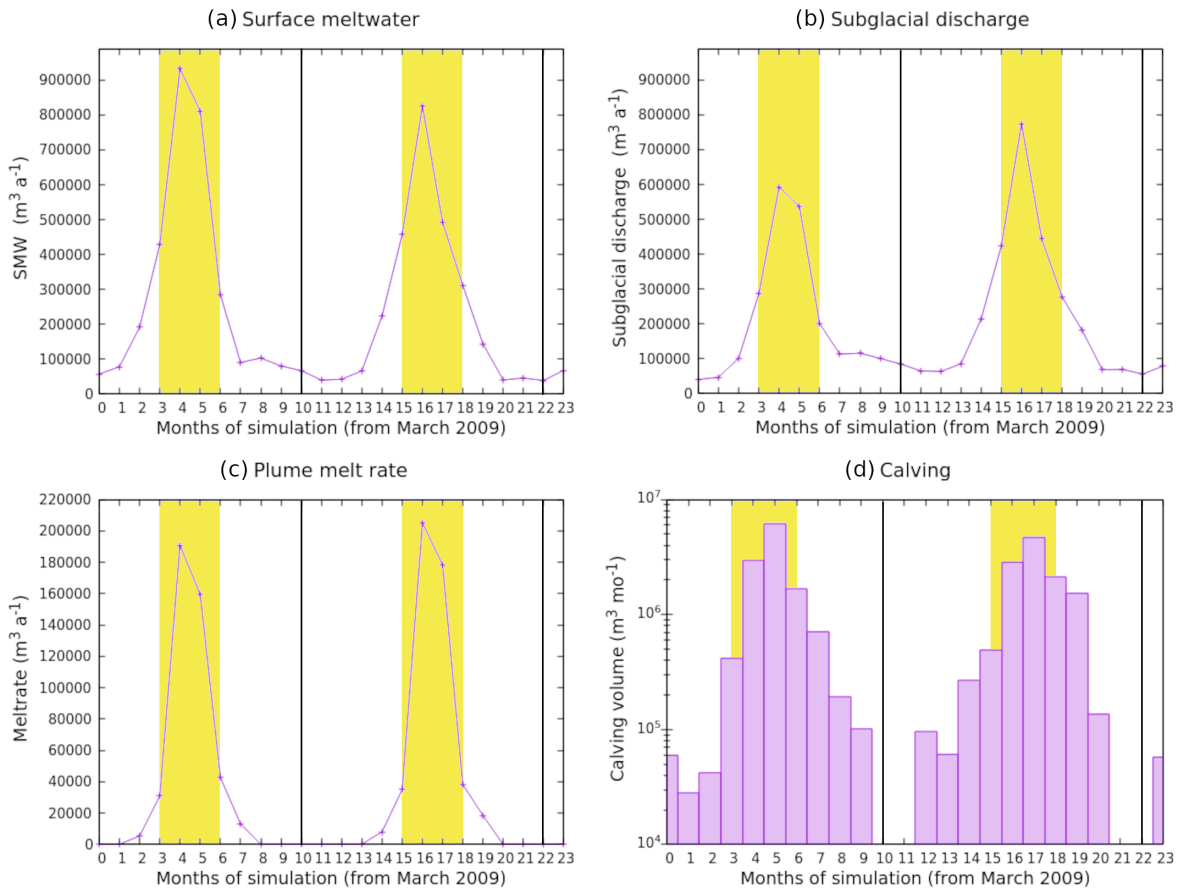 (a) Surface meltwater
SMW (m³ a⁻¹)
900000
800000
700000
600000
500000
400000
300000
200000
100000
0
0 1 2 3 4 5 6 7 8 9 10 11 12 13 14 15 16 17 18 19 20 21 22 23
Months of simulation (from March 2009)
(b) Subglacial discharge
Subglacial discharge (m³ a⁻¹)
900000
800000
700000
600000
500000
400000
300000
200000
100000
0
0 1 2 3 4 5 6 7 8 9 10 11 12 13 14 15 16 17 18 19 20 21 22 23
Months of simulation (from March 2009)
(c) Plume melt rate
Meltrate (m³ a⁻¹)
220000
200000
180000
160000
140000
120000
100000
80000
60000
40000
20000
0
0 1 2 3 4 5 6 7 8 9 10 11 12 13 14 15 16 17 18 19 20 21 22 23
Months of simulation (from March 2009)
(d) Calving
Calving volume (m³ mo⁻¹)
10⁷
10⁶
10⁵
10⁴
0 1 2 3 4 5 6 7 8 9 10 11 12 13 14 15 16 17 18 19 20 21 22 23
Months of simulation (from March 2009)